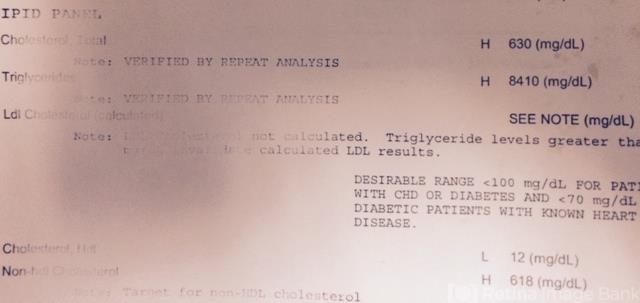 IPID PANEL
Cholesterol, Total H 630 (mg/dL)
Note: VERIFIED BY REPEAT ANALYSIS
Triglycerides H 8410 (mg/dL)
Note: VERIFIED BY REPEAT ANALYSIS
Ldl Cholesterol (calculated) SEE NOTE (mg/dL)
Note: Cholesterol not calculated. Triglyceride levels greater tha
calculated LDL results.
DESIRABLE RANGE <100 mg/dL FOR PATI
WITH CHD OR DIABETES AND <70 mg/dL
DIABETIC PATIENTS WITH KNOWN HEART
DISEASE.
Cholesterol, Hdl L 12 (mg/dL)
Non-hdl Cholesterol H 618 (mg/dL)
Note: Target for non-HDL cholesterol
Retina Image Bank